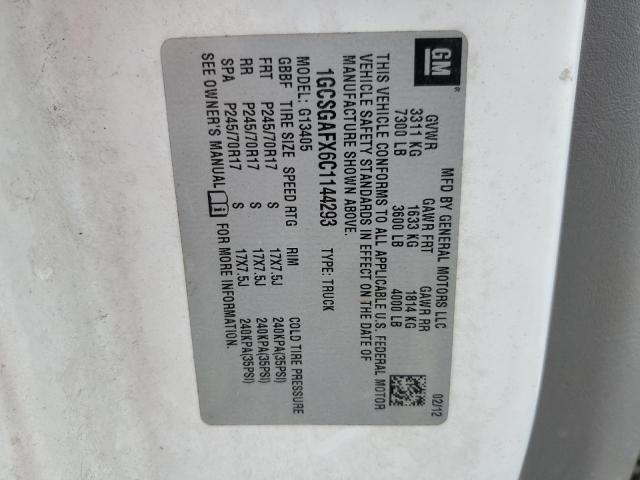 GM
®
MFD BY GENERAL MOTORS LLC
02/12
GVWR GAWR FRT GAWR RR
3311 KG 1633 KG 1814 KG
7300 LB 3600 LB 4000 LB
THIS VEHICLE CONFORMS TO ALL APPLICABLE U.S. FEDERAL MOTOR
VEHICLE SAFETY STANDARDS IN EFFECT ON THE DATE OF
MANUFACTURE SHOWN ABOVE.
1GCSGAFX6C1144293 TYPE: TRUCK
MODEL: G13405
GBBF TIRE SIZE SPEED RTG RIM COLD TIRE PRESSURE
FRT P245/70R17 S 17X7.5J 240KPA(35PSI)
RR P245/70R17 S 17X7.5J 240KPA(35PSI)
SPA P245/70R17 S 17X7.5J 240KPA(35PSI)
SEE OWNER'S MANUAL FOR MORE INFORMATION.